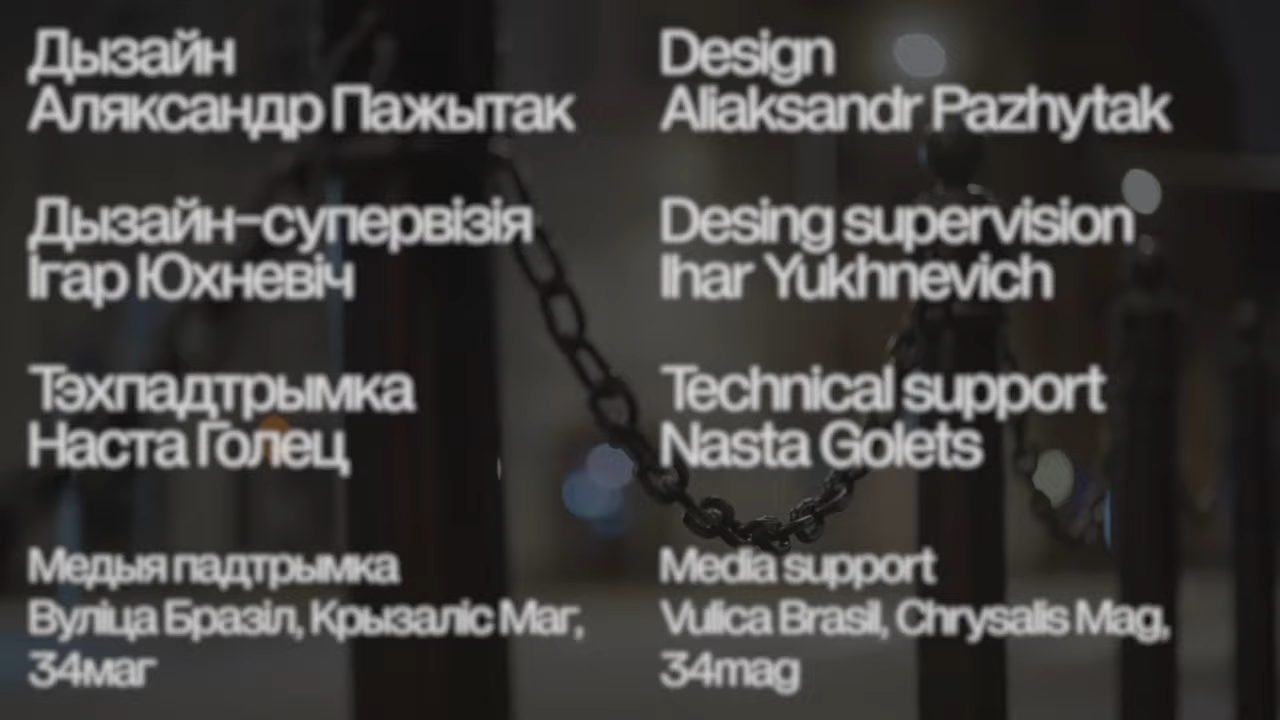 Дызайн
Аляксандр Пажытак
Дызайн-супервізія
Ігар Юхневіч
Тэхпадтрымка
Наста Голец
Медыя падтрымка
Вуліца Бразіл, Крызаліс Маг,
34маг
Design
Aliaksandr Pazhytak
Desing supervision
Ihar Yukhnevich
Technical support
Nasta Golets
Media support
Vulica Brasil, Chrysalis Mag,
34mag